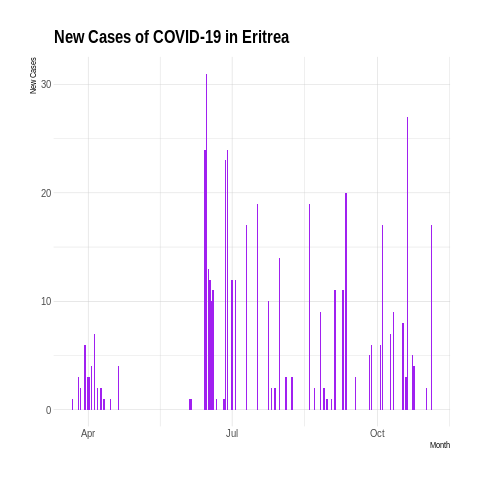 New Cases of COVID-19 in Eritrea
New Cases
30
20
10
0
Apr
Jul
Oct
Month